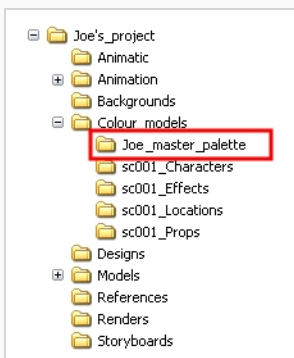 Joe's_project
Animatic
Animation
Backgrounds
Colour_models
Joe_master_palette
sc001_Characters
sc001_Effects
sc001_Locations
sc001_Props
Designs
Models
References
Renders
Storyboards